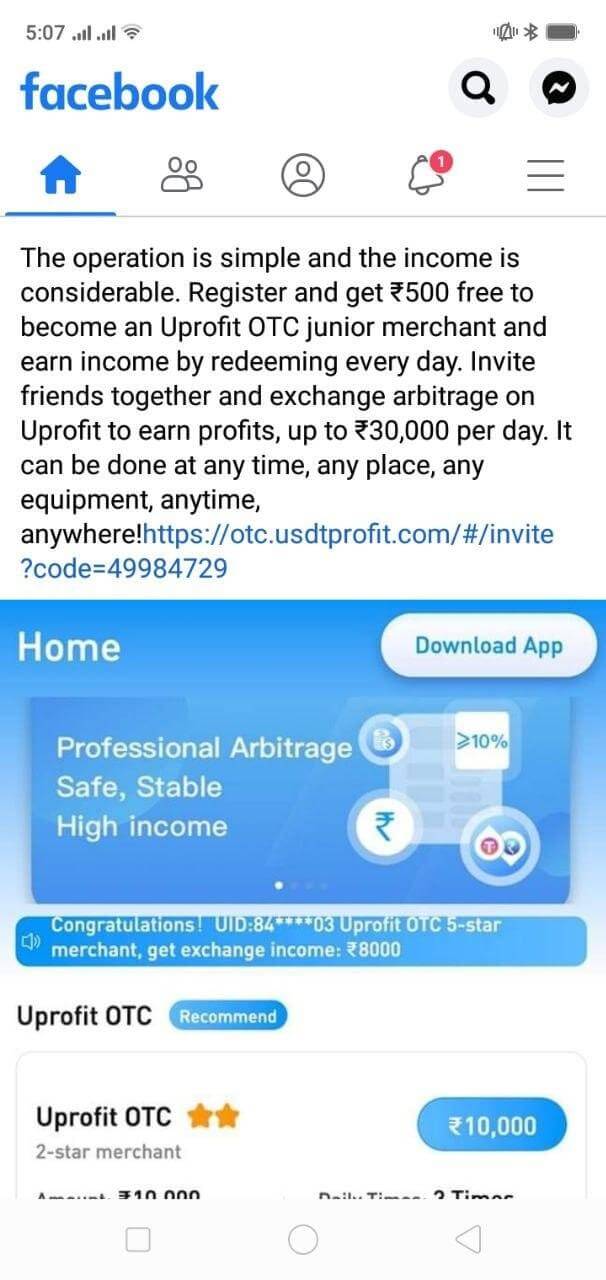 5:07
facebook
1
The operation is simple and the income is
considerable. Register and get ₹500 free to
become an Uprofit OTC junior merchant and
earn income by redeeming every day. Invite
friends together and exchange arbitrage on
Uprofit to earn profits, up to ₹30,000 per day. It
can be done at any time, any place, any
equipment, anytime,
anywhere!https://otc.usdtprofit.com/#/invite
?code=49984729
Home
Download App
Professional Arbitrage
≥10%
Safe, Stable
High income
₹
Congratulations! UID:84****03 Uprofit OTC 5-star
merchant, get exchange income: ₹8000
Uprofit OTC Recommend
Uprofit OTC
₹10,000
2-star merchant
Amount: ₹10,000 Daily Times: 2 Times